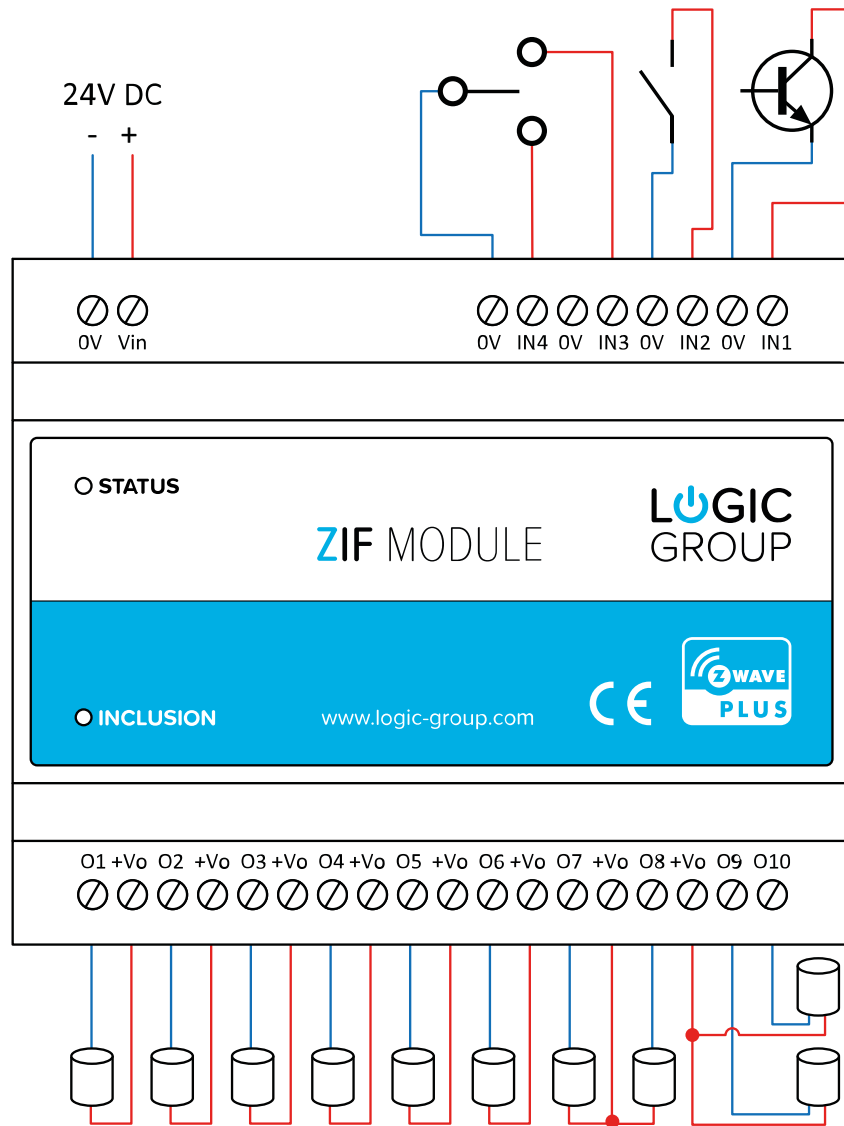 24V DC
- +
0V Vin 0V IN4 0V IN3 0V IN2 0V IN1
STATUS
ZIF MODULE
LOGIC
GROUP
INCLUSION
www.logic-group.com
CE
Z WAVE
PLUS
O1 +Vo O2 +Vo O3 +Vo O4 +Vo O5 +Vo O6 +Vo O7 +Vo O8 +Vo O9 O10